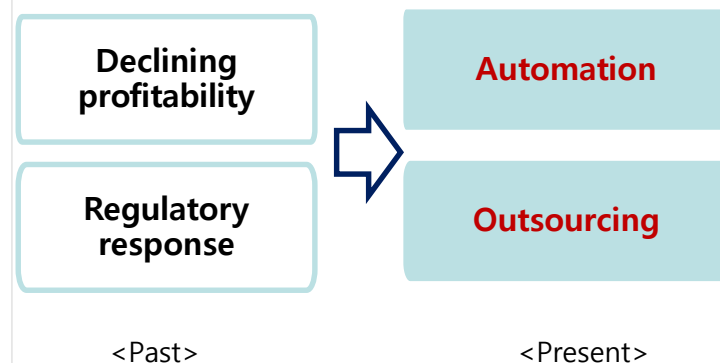 Declining
profitability
Automation
Regulatory
response
Outsourcing
<Past>
<Present>